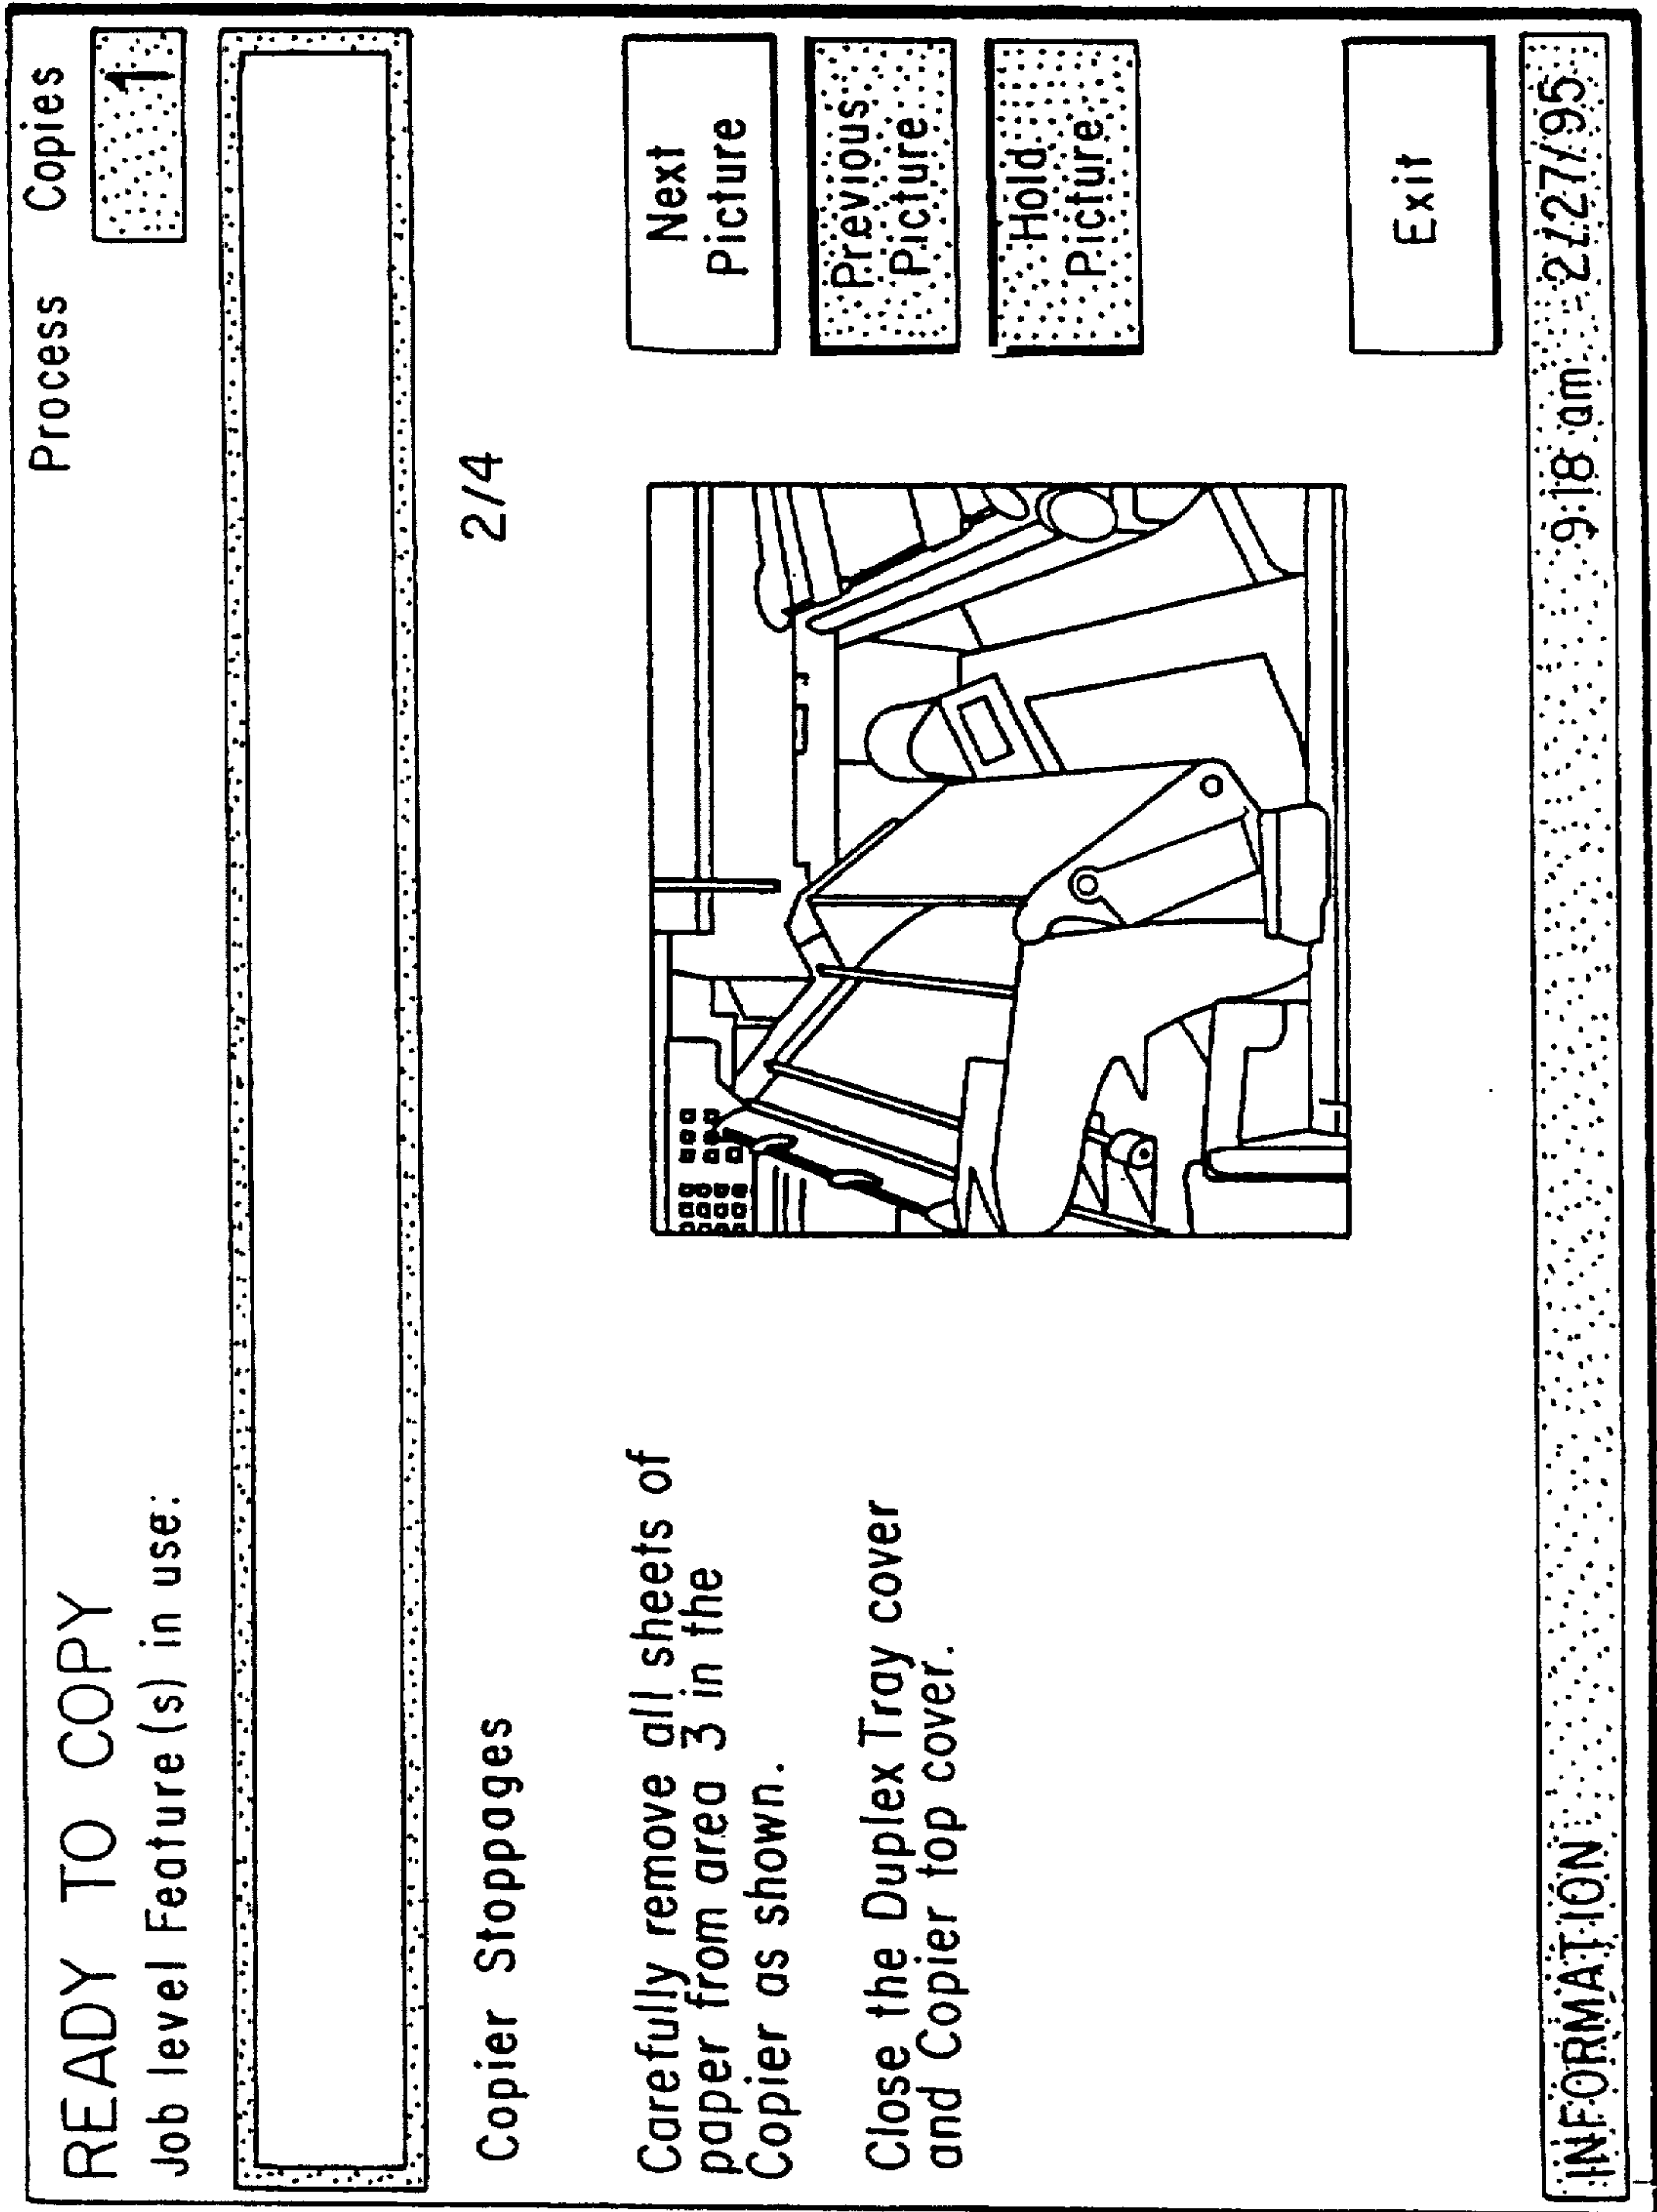 READY TO COPY
Process
Copies
Job level Feature(s) in use:
1
2/4
Copier Stoppages
Carefully remove all sheets of
paper from area 3 in the
Copier as shown.
Close the Duplex Tray cover
and Copier top cover.
Next
Picture
Previous
Picture
Hold
Picture
Exit
INFORMATION
9:18 am 2/27/95